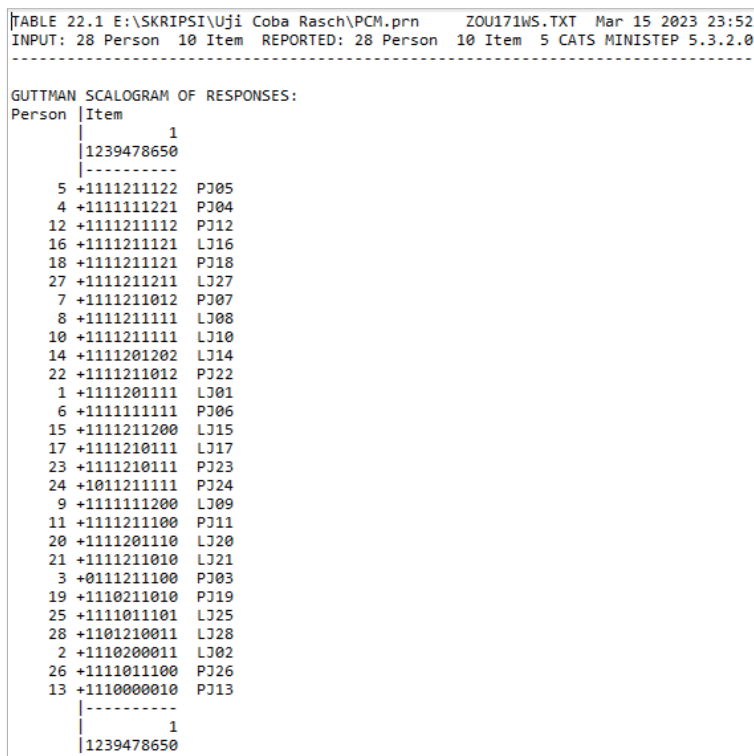 TABLE 22.1 E:\SKRIPSI\Uji Coba Rasch\PCM.prn     ZOU171WS.TXT  Mar 15 2023 23:52
INPUT: 28 Person  10 Item  REPORTED: 28 Person  10 Item  5 CATS MINISTEP 5.3.2.0
--------------------------------------------------------------------------------
GUTTMAN SCALOGRAM OF RESPONSES:
Person |Item
       |         1
       |1239478650
       |----------
     5 +1111211122  PJ05
     4 +1111111221  PJ04
    12 +1111211112  PJ12
    16 +1111211121  LJ16
    18 +1111211121  PJ18
    27 +1111211211  LJ27
     7 +1111211012  PJ07
     8 +1111211111  LJ08
    10 +1111211111  LJ10
    14 +1111201202  LJ14
    22 +1111211012  PJ22
     1 +1111201111  LJ01
     6 +1111111111  PJ06
    15 +1111211200  LJ15
    17 +1111210111  LJ17
    23 +1111210111  PJ23
    24 +1011211111  PJ24
     9 +1111111200  LJ09
    11 +1111211100  PJ11
    20 +1111201110  LJ20
    21 +1111211010  LJ21
     3 +0111211100  PJ03
    19 +1110211010  PJ19
    25 +1111011101  LJ25
    28 +1101210011  LJ28
     2 +1110200011  LJ02
    26 +1111011100  PJ26
    13 +1110000010  PJ13
       |----------
       |         1
       |1239478650